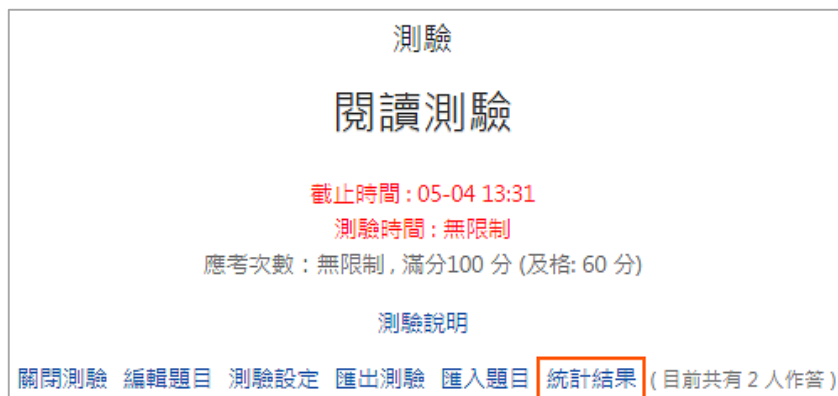 測驗
閱讀測驗
截止時間 : 05-04 13:31
測驗時間 : 無限制
應考次數：無限制 , 滿分100 分 (及格: 60 分)
測驗說明
關閉測驗 編輯題目 測驗設定 匯出測驗 匯入題目 統計結果 ( 目前共有 2 人作答 )